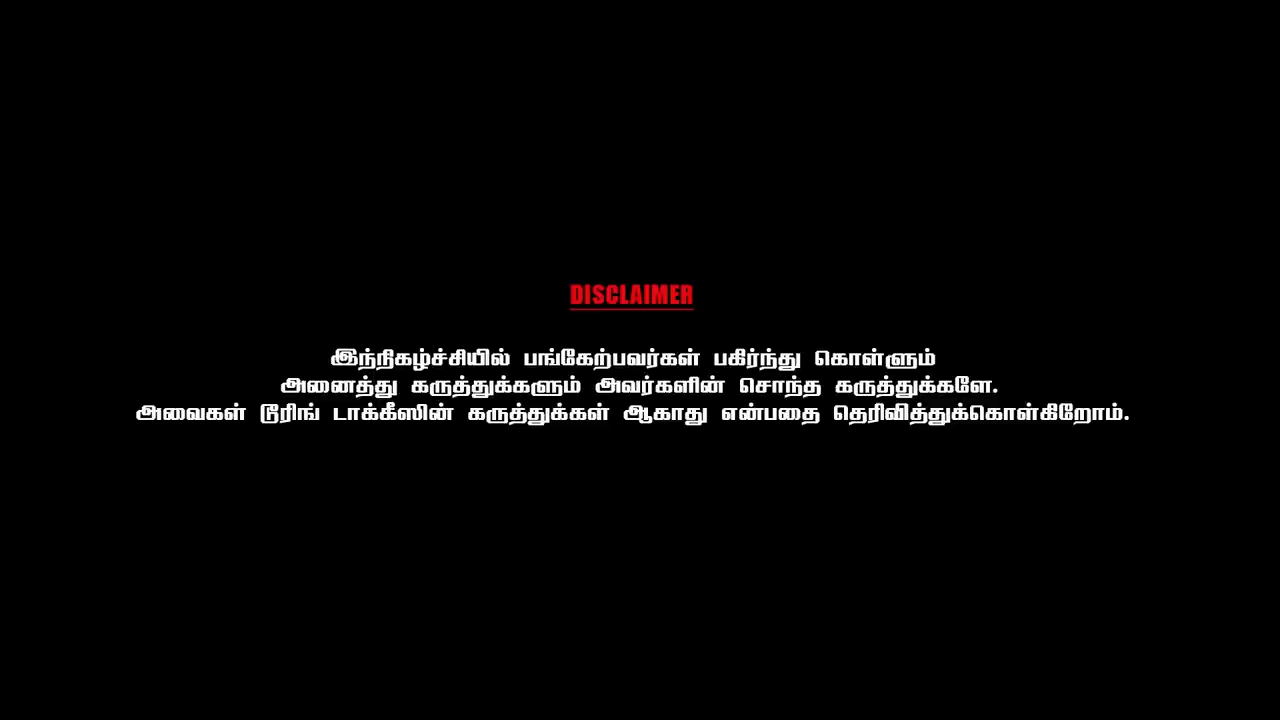 DISCLAIMER
இந்நிகழ்ச்சியில் பங்கேற்பவர்கள் பகிர்ந்து கொள்ளும்
அனைத்து கருத்துக்களும் அவர்களின் சொந்த கருத்துக்களே.
அவைகள் டூரிங் டாக்கீஸின் கருத்துக்கள் ஆகாது என்பதை தெரிவித்துக்கொள்கிறோம்.